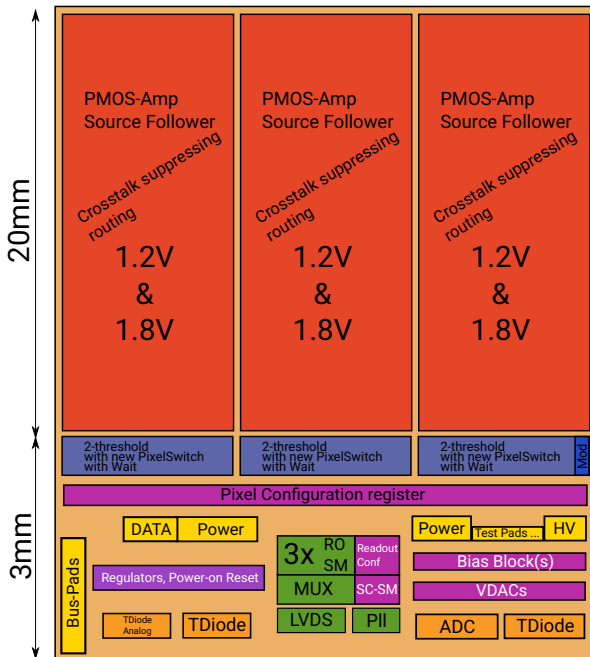 20mm
PMOS-Amp
Source Follower
Crosstalk suppressing
routing
1.2V
&
1.8V
PMOS-Amp
Source Follower
Crosstalk suppressing
routing
1.2V
&
1.8V
PMOS-Amp
Source Follower
Crosstalk suppressing
routing
1.2V
&
1.8V
3mm
2-threshold
with new PixelSwitch
with Wait
2-threshold
with new PixelSwitch
with Wait
2-threshold
with new PixelSwitch
with Wait
Mod
Pixel Configuration register
DATA
Power
Power
Test Pads ...
HV
Bus-Pads
Regulators, Power-on Reset
3x
RO
SM
Readout
Conf
MUX
SC-SM
LVDS
Pll
Bias Block(s)
VDACs
TDiode
Analog
TDiode
ADC
TDiode